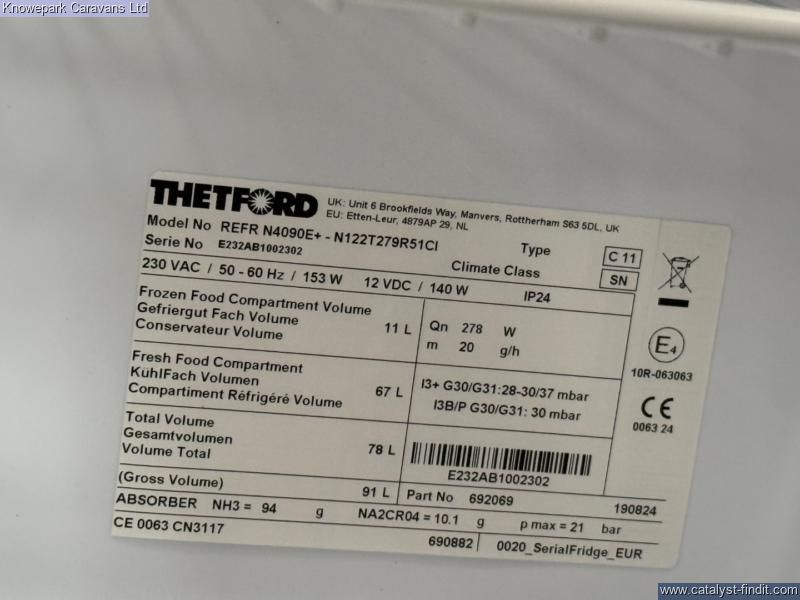 Knowepark Caravans Ltd
THETFORD
UK: Unit 6 Brookfields Way, Manvers, Rottherham S63 5DL, UK
EU: Etten-Leur, 4879AP 29, NL
Model No REFR N4090E+ - N122T279R51CI Type C 11
Serie No E232AB1002302 Climate Class SN
230 VAC / 50 - 60 Hz / 153 W 12 VDC / 140 W IP24
Frozen Food Compartment Volume
Gefriergut Fach Volume
Conservateur Volume
11 L
Qn 278 W
m 20 g/h
E4
10R-063063
Fresh Food Compartment
KühlFach Volumen
Compartiment Réfrigéré Volume
67 L
I3+ G30/G31:28-30/37 mbar
I3B/P G30/G31: 30 mbar
CE
0063 24
Total Volume
Gesamtvolumen
Volume Total
78 L
E232AB1002302
(Gross Volume) 91 L
Part No 692069 190824
ABSORBER NH3 = 94 g NA2CR04 = 10.1 g p max = 21 bar
CE 0063 CN3117 690882 0020_SerialFridge_EUR
www.catalyst-findit.com